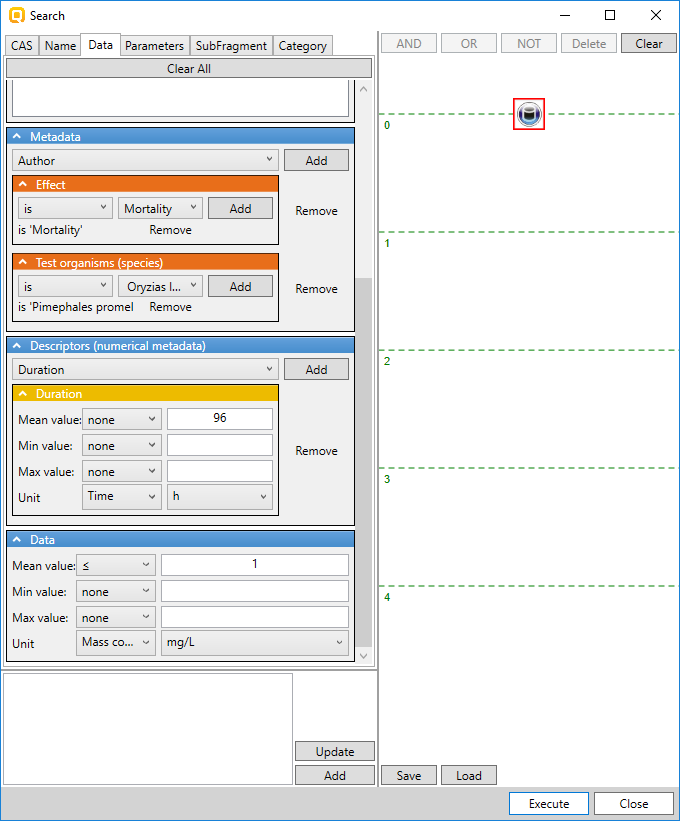 Search
CAS Name Data Parameters SubFragment Category
AND OR NOT Delete Clear
Clear All
Metadata
Author Add
Effect
is Mortality Add Remove
is 'Mortality' Remove
Test organisms (species)
is Oryzias l... Add Remove
is 'Pimephales promel Remove
Descriptors (numerical metadata)
Duration Add
Duration
Mean value: none 96
Min value: none
Remove
Max value: none
Unit Time h
Data
Mean value: ≤ 1
Min value: none
Max value: none
Unit Mass co... mg/L
0
1
2
3
4
Update
Add
Save Load
Execute Close